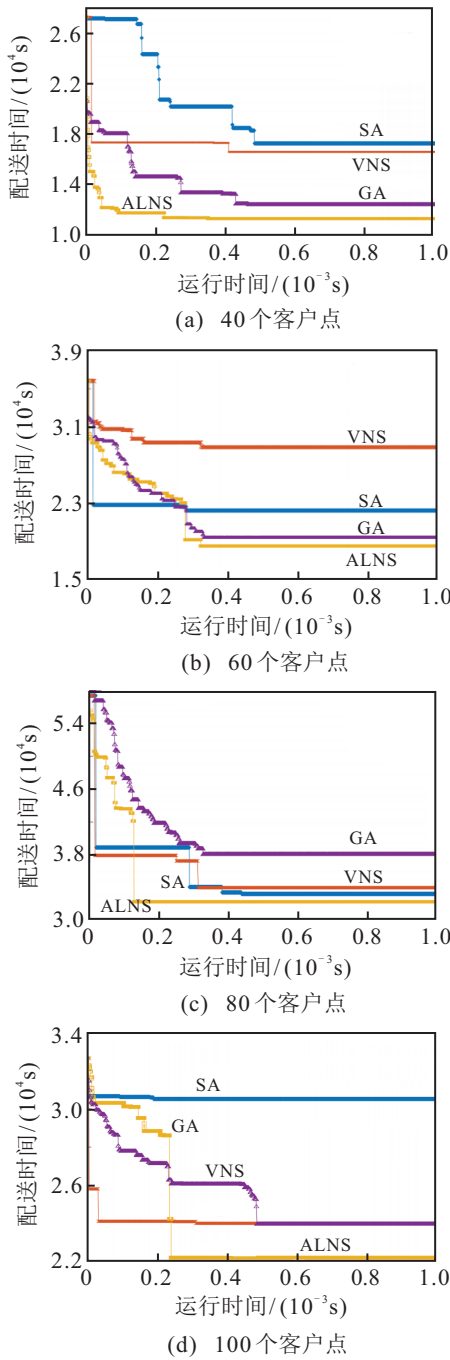 2.6
2.2
1.8
1.4
1.0
配送时间/(10⁴s)
SA
VNS
GA
ALNS
0 0.2 0.4 0.6 0.8 1.0
运行时间/(10⁻³s)
(a) 40个客户点
3.9
3.1
2.3
1.5
配送时间/(10⁴s)
VNS
SA
GA
ALNS
0 0.2 0.4 0.6 0.8 1.0
运行时间/(10⁻³s)
(b) 60个客户点
5.4
4.6
3.8
3.0
配送时间/(10⁴s)
GA
VNS
SA
ALNS
0 0.2 0.4 0.6 0.8 1.0
运行时间/(10⁻³s)
(c) 80个客户点
3.4
3.0
2.6
2.2
配送时间/(10⁴s)
SA
GA
VNS
ALNS
0 0.2 0.4 0.6 0.8 1.0
运行时间/(10⁻³s)
(d) 100个客户点